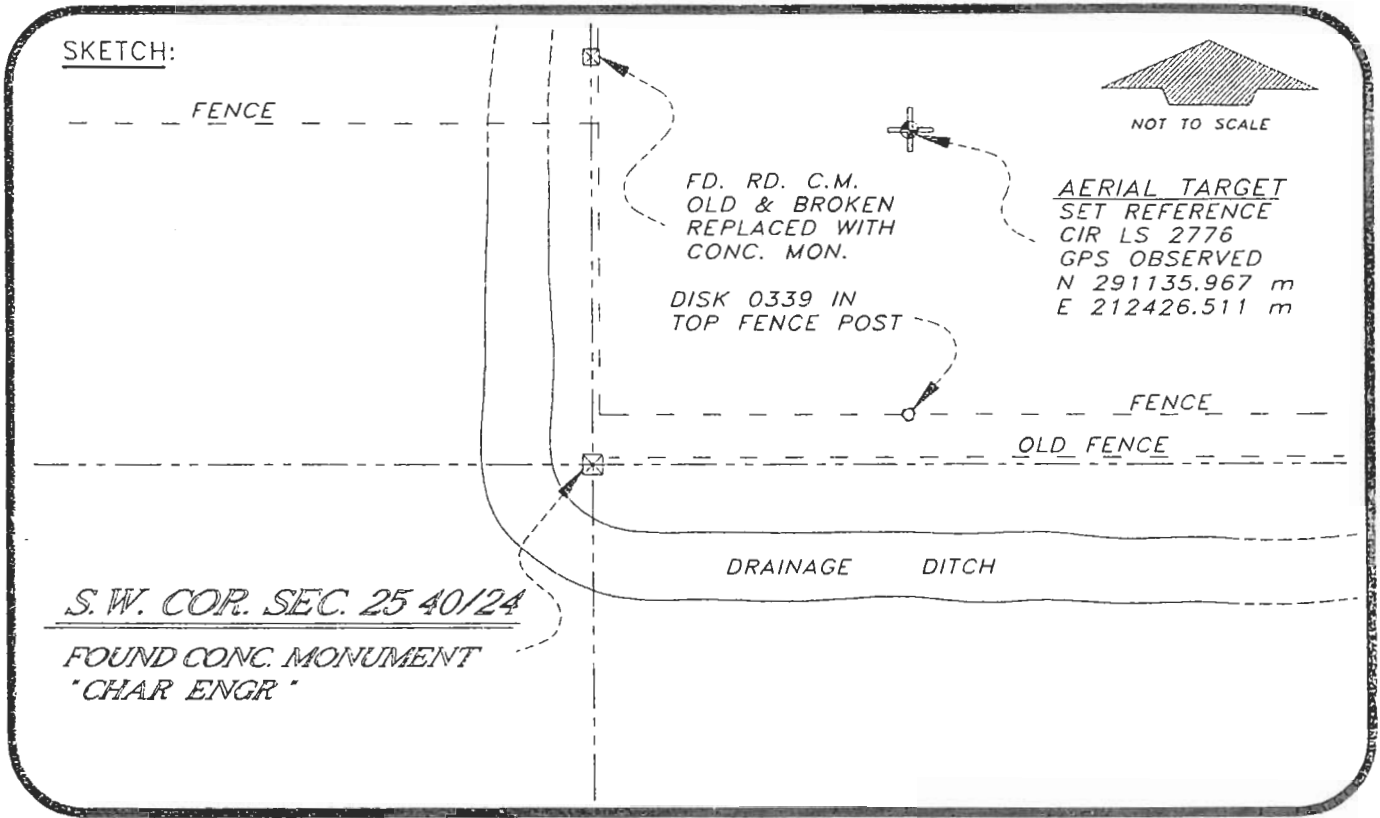 SKETCH:
FENCE
NOT TO SCALE
FD. RD. C.M.
OLD & BROKEN
REPLACED WITH
CONC. MON.
AERIAL TARGET
SET REFERENCE
CIR LS 2776
GPS OBSERVED
N 291135.967 m
E 212426.511 m
DISK 0339 IN
TOP FENCE POST
FENCE
OLD FENCE
DRAINAGE DITCH
S.W. COR. SEC. 25 40/24
FOUND CONC. MONUMENT
"CHAR ENGR"